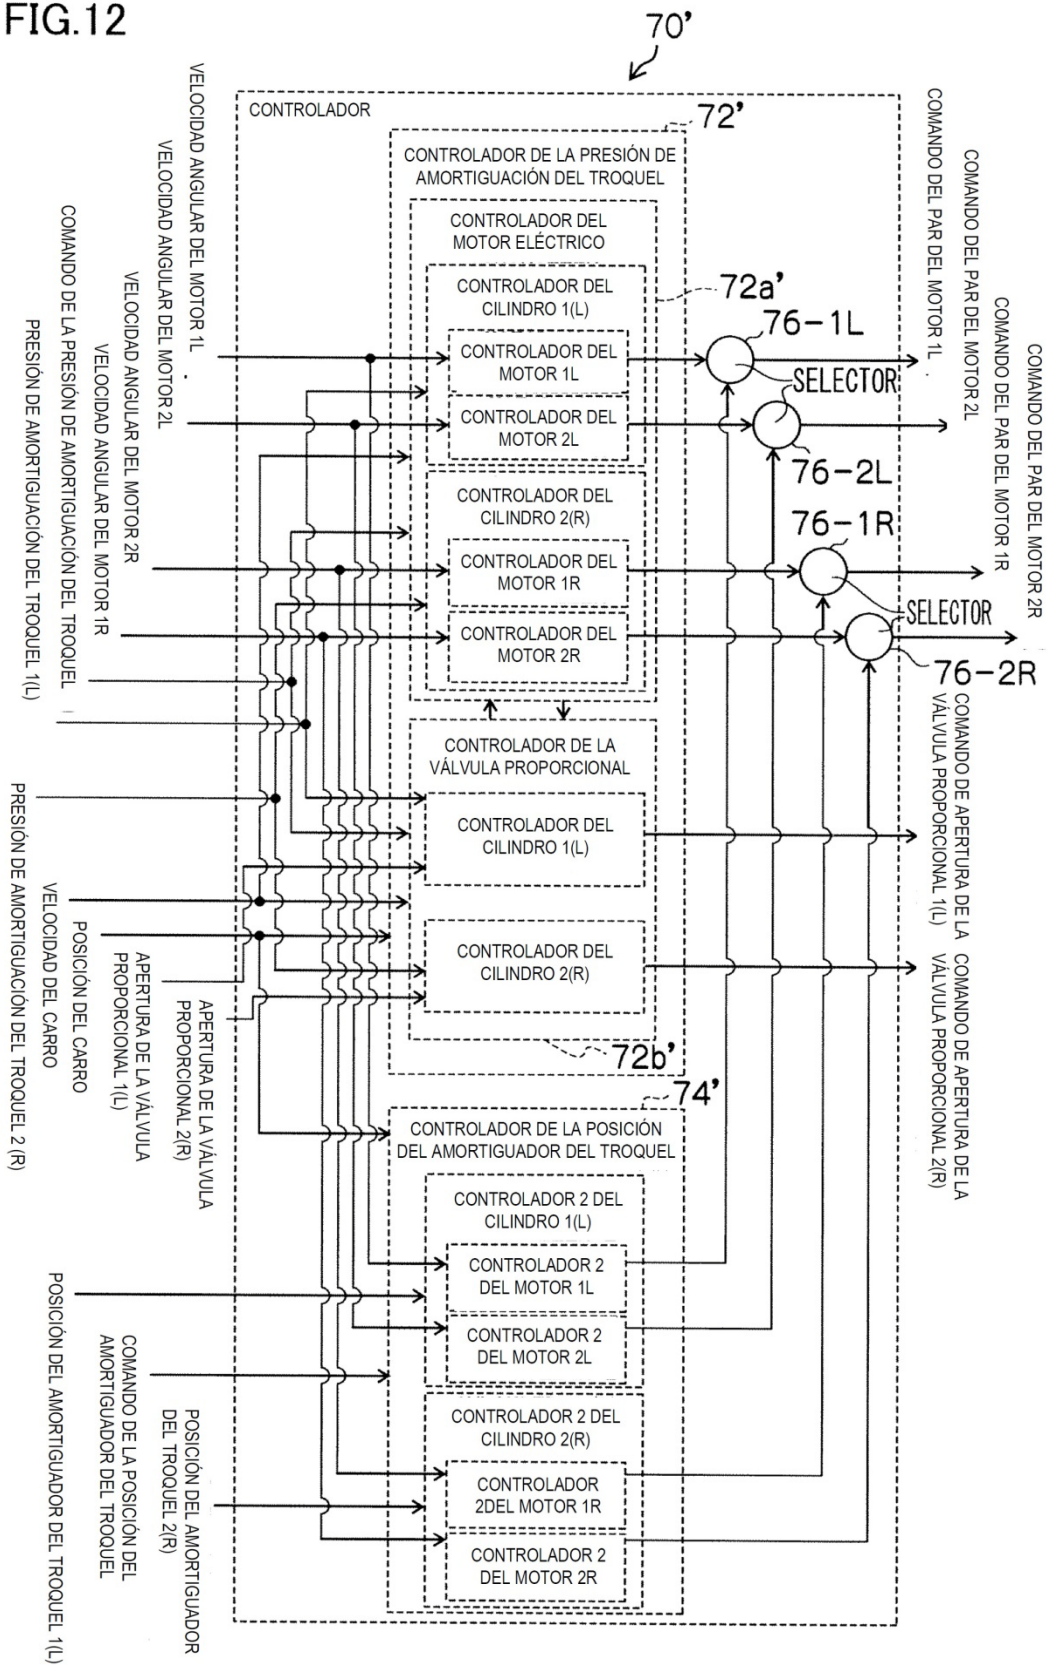 FIG.12
70'
CONTROLADOR
72'
CONTROLADOR DE LA PRESIÓN DE
AMORTIGUACIÓN DEL TROQUEL
CONTROLADOR DEL
MOTOR ELÉCTRICO
72a'
CONTROLADOR DEL
CILINDRO 1(L)
CONTROLADOR DEL
MOTOR 1L
CONTROLADOR DEL
MOTOR 2L
CONTROLADOR DEL
CILINDRO 2(R)
CONTROLADOR DEL
MOTOR 1R
CONTROLADOR DEL
MOTOR 2R
76-1L
SELECTOR
76-2L
76-1R
SELECTOR
76-2R
CONTROLADOR DE LA
VÁLVULA PROPORCIONAL
CONTROLADOR DEL
CILINDRO 1(L)
CONTROLADOR DEL
CILINDRO 2(R)
72b'
74'
CONTROLADOR DE LA POSICIÓN
DEL AMORTIGUADOR DEL TROQUEL
CONTROLADOR 2 DEL
CILINDRO 1(L)
CONTROLADOR 2
DEL MOTOR 1L
CONTROLADOR 2
DEL MOTOR 2L
CONTROLADOR 2 DEL
CILINDRO 2(R)
CONTROLADOR
2DEL MOTOR 1R
CONTROLADOR 2
DEL MOTOR 2R
VELOCIDAD ANGULAR DEL MOTOR 1L
VELOCIDAD ANGULAR DEL MOTOR 2L
VELOCIDAD ANGULAR DEL MOTOR 2R
VELOCIDAD ANGULAR DEL MOTOR 1R
COMANDO DE LA PRESIÓN DE AMORTIGUACIÓN DEL TROQUEL
PRESIÓN DE AMORTIGUACIÓN DEL TROQUEL 1(L)
PRESIÓN DE AMORTIGUACIÓN DEL TROQUEL 2 (R)
VELOCIDAD DEL CARRO
POSICIÓN DEL CARRO
APERTURA DE LA VÁLVULA
PROPORCIONAL 1(L)
APERTURA DE LA VÁLVULA
PROPORCIONAL 2(R)
POSICIÓN DEL AMORTIGUADOR DEL TROQUEL 1(L)
COMANDO DE LA POSICIÓN DEL
AMORTIGUADOR DEL TROQUEL
POSICIÓN DEL AMORTIGUADOR
DEL TROQUEL 2(R)
COMANDO DEL PAR DEL MOTOR 1L
COMANDO DEL PAR DEL MOTOR 2L
COMANDO DEL PAR DEL MOTOR 1R
COMANDO DEL PAR DEL MOTOR 2R
COMANDO DE APERTURA DE LA
VÁLVULA PROPORCIONAL 1(L)
COMANDO DE APERTURA DE LA
VÁLVULA PROPORCIONAL 2(R)